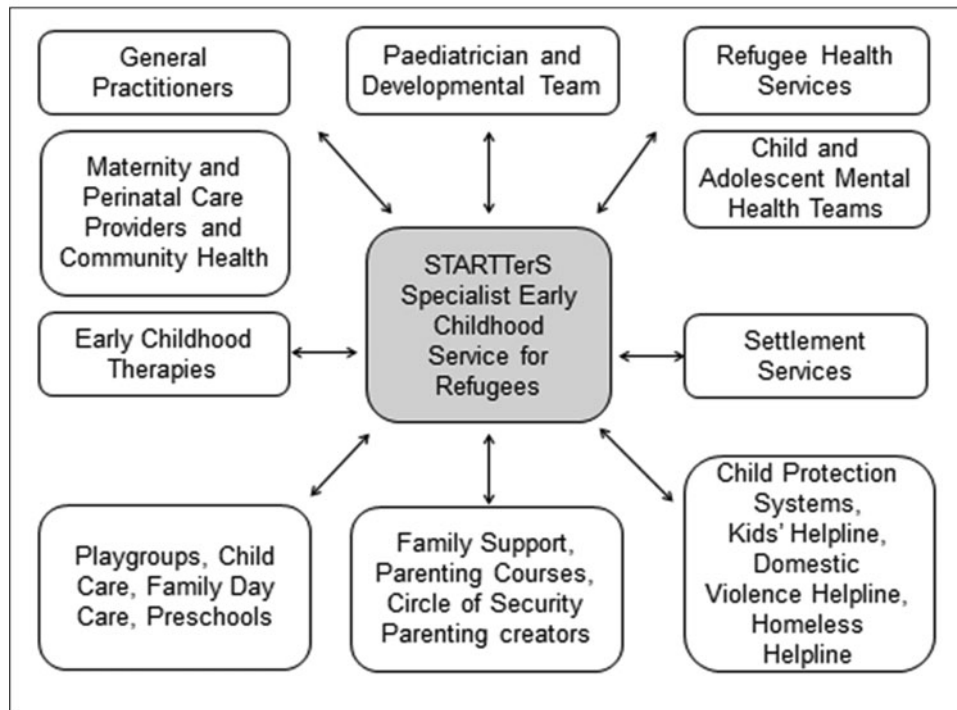 General
Practitioners
Paediatrician and
Developmental Team
Refugee Health
Services
Maternity and
Perinatal Care
Providers and
Community Health
Child and
Adolescent Mental
Health Teams
STARTTerS
Specialist Early
Childhood
Service for
Refugees
Early Childhood
Therapies
Settlement
Services
Playgroups, Child
Care, Family Day
Care, Preschools
Family Support,
Parenting Courses,
Circle of Security
Parenting creators
Child Protection
Systems,
Kids' Helpline,
Domestic
Violence Helpline,
Homeless
Helpline